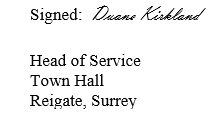 Signed: Duane Kirkland
Head of Service
Town Hall
Reigate, Surrey